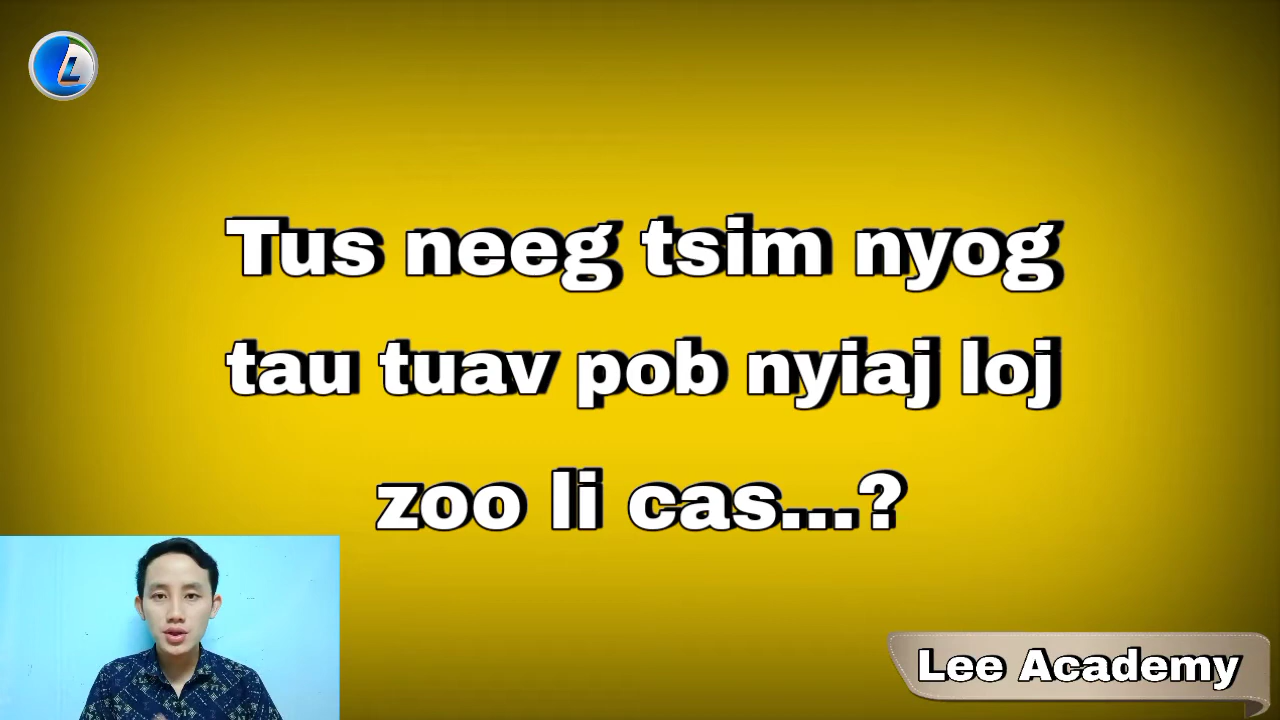 L
Tus neeg tsim nyog
tau tuav pob nyiaj loj
zoo li cas...?
Lee Academy